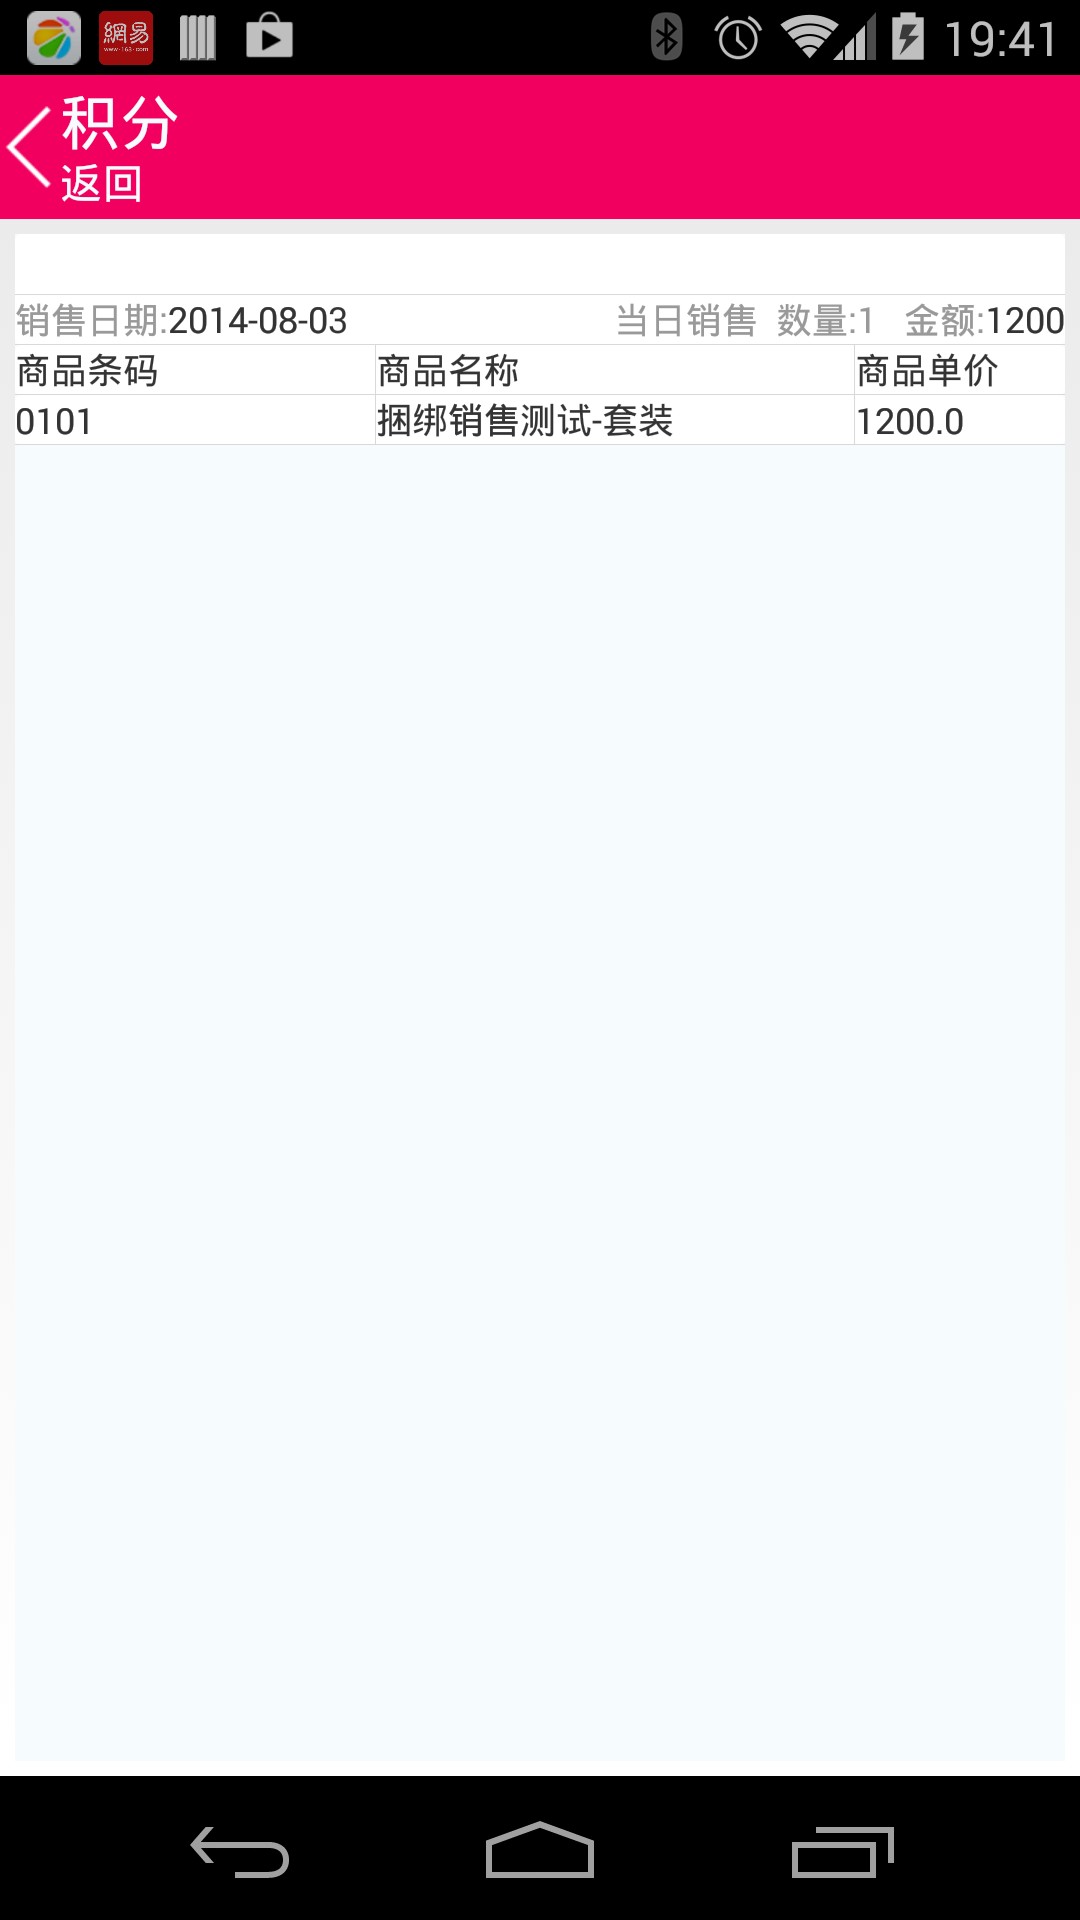 網易
www.163.com
19:41
积分
返回
销售日期:2014-08-03 当日销售 数量:1 金额:1200
商品条码 商品名称 商品单价
0101 捆绑销售测试-套装 1200.0